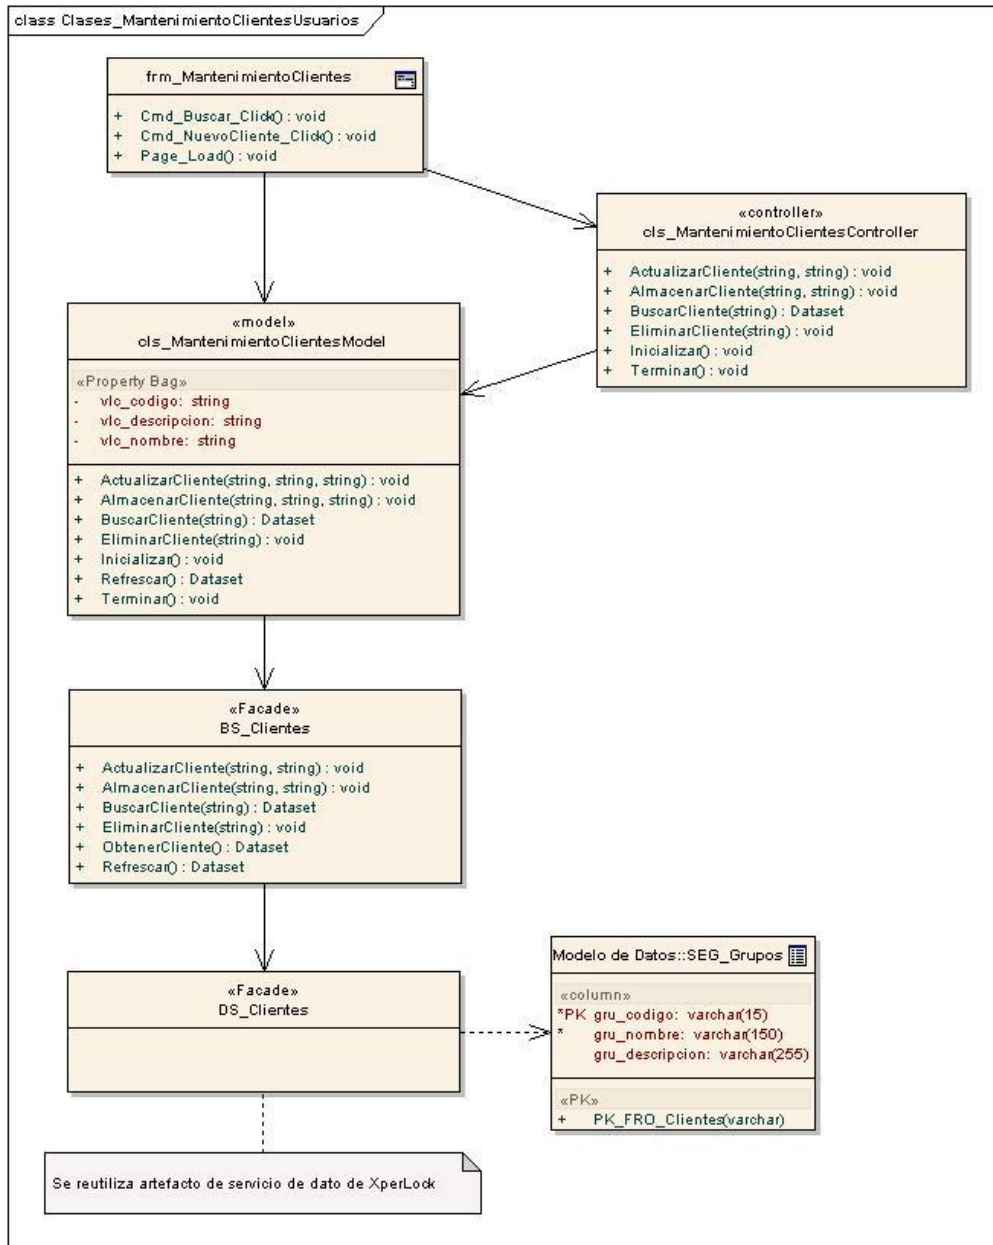 class Clases_MantenimientoClientesUsuarios
frm_MantenimientoClientes
+ Cmd_Buscar_Click() : void
+ Cmd_NuevoCliente_Click() : void
+ Page_Load() : void
«controller»
cls_MantenimientoClientesController
+ ActualizarCliente(string, string) : void
+ AlmacenarCliente(string, string) : void
+ BuscarCliente(string) : Dataset
+ EliminarCliente(string) : void
+ Inicializar() : void
+ Terminar() : void
«model»
cls_MantenimientoClientesModel
«Property Bag»
- vlc_codigo: string
- vlc_descripcion: string
- vlc_nombre: string
+ ActualizarCliente(string, string, string) : void
+ AlmacenarCliente(string, string, string) : void
+ BuscarCliente(string) : Dataset
+ EliminarCliente(string) : void
+ Inicializar() : void
+ Refrescar() : Dataset
+ Terminar() : void
«Facade»
BS_Clientes
+ ActualizarCliente(string, string) : void
+ AlmacenarCliente(string, string) : void
+ BuscarCliente(string) : Dataset
+ EliminarCliente(string) : void
+ ObtenerCliente() : Dataset
+ Refrescar() : Dataset
«Facade»
DS_Clientes
Modelo de Datos::SEG_Grupos
«column»
*PK gru_codigo: varchar(15)
* gru_nombre: varchar(150)
gru_descripcion: varchar(255)
«PK»
+ PK_FRO_Clientes(varchar)
Se reutiliza artefacto de servicio de dato de XperLock